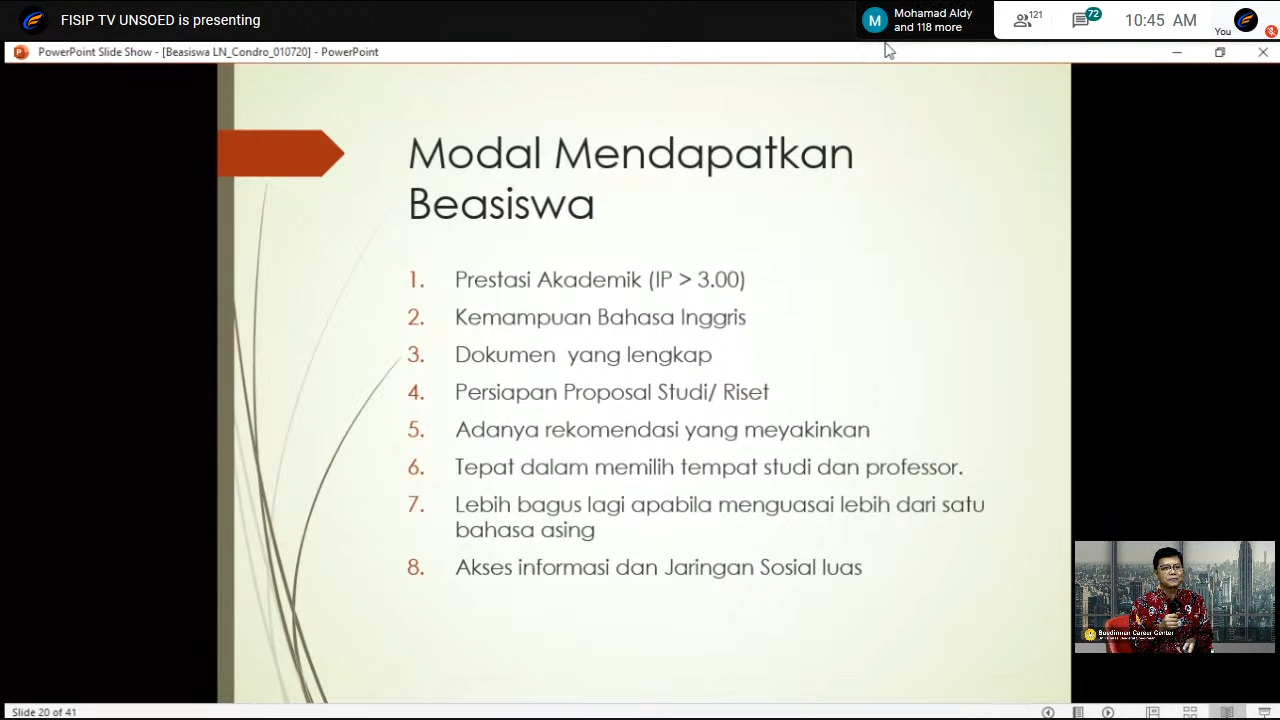 FISIP TV UNSOED is presenting
M
Mohamad Aldy
and 118 more
121
72
10:45 AM
You
PowerPoint Slide Show - [Beasiswa LN_Condro_010720] - PowerPoint
Modal Mendapatkan
Beasiswa
1. Prestasi Akademik (IP > 3.00)
2. Kemampuan Bahasa Inggris
3. Dokumen yang lengkap
4. Persiapan Proposal Studi/ Riset
5. Adanya rekomendasi yang meyakinkan
6. Tepat dalam memilih tempat studi dan professor.
7. Lebih bagus lagi apabila menguasai lebih dari satu
bahasa asing
8. Akses informasi dan Jaringan Sosial luas
Soedirman Career Center
Slide 20 of 41